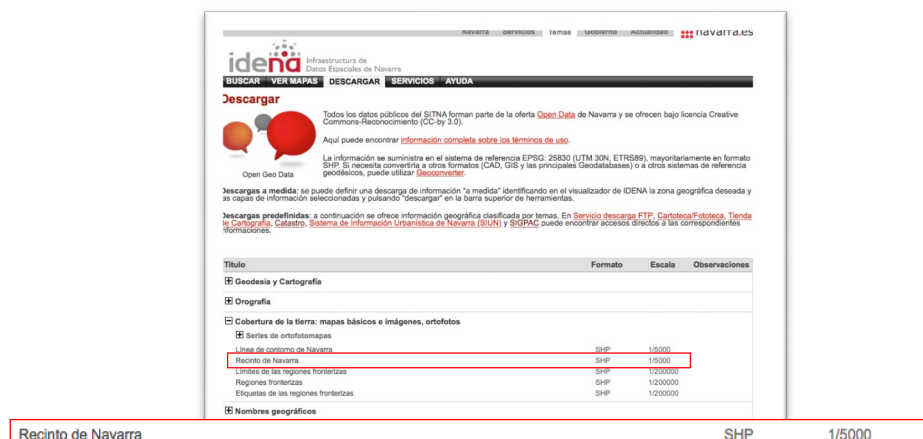 Navarra Servicios Temas Gobierno Actualidad navarra.es
idena Infraestructura de
Datos Espaciales de Navarra
BUSCAR VER MAPAS DESCARGAR SERVICIOS AYUDA
Descargar
Todos los datos públicos del SITNA forman parte de la oferta Open Data de Navarra y se ofrecen bajo licencia Creative
Commons-Reconocimiento (CC-by 3.0).
Aquí puede encontrar información completa sobre los términos de uso.
La información se suministra en el sistema de referencia EPSG: 25830 (UTM 30N, ETRS89), mayoritariamente en formato
SHP. Si necesita convertirla a otros formatos (CAD, GIS y las principales Geodatabases) o a otros sistemas de referencia
geodésicos, puede utilizar Geoconverter.
Open Geo Data
Descargas a medida: se puede definir una descarga de información "a medida" identificando en el visualizador de IDENA la zona geográfica deseada y
as capas de información seleccionadas y pulsando "descargar" en la barra superior de herramientas.
Descargas predefinidas: a continuación se ofrece información geográfica clasificada por temas. En Servicio descarga FTP, Cartoteca/Fototeca, Tienda
de Cartografía, Catastro, Sistema de Información Urbanística de Navarra (SIUN) y SIGPAC puede encontrar accesos directos a las correspondientes
nformaciones.
Título Formato Escala Observaciones
Geodesia y Cartografía
Orografía
Cobertura de la tierra: mapas básicos e imágenes, ortofotos
Series de ortofotomapas
Línea de contorno de Navarra SHP 1/5000
Recinto de Navarra SHP 1/5000
Límites de las regiones fronterizas SHP 1/200000
Regiones fronterizas SHP 1/200000
Etiquetas de las regiones fronterizas SHP 1/200000
Nombres geográficos
Recinto de Navarra SHP 1/5000